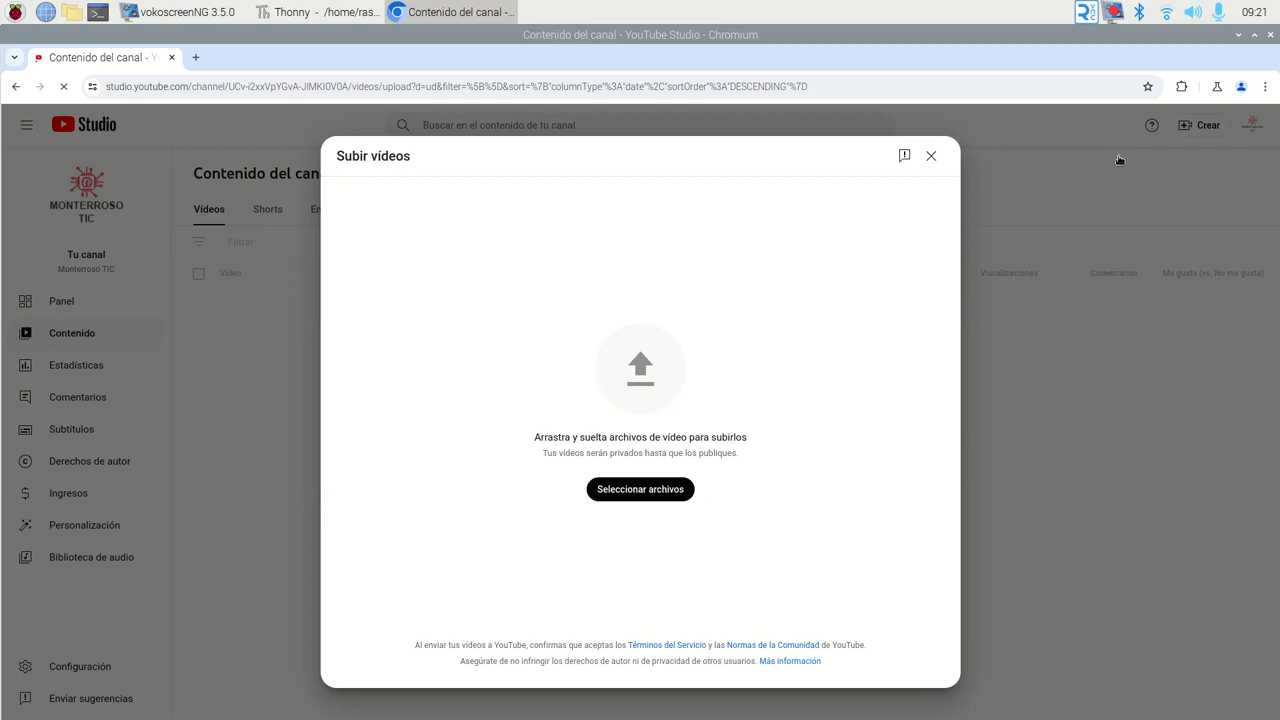 vokoscreenNG 3.5.0
Thonny - /home/ras...
Contenido del canal -...
09:21
Contenido del canal - YouTube Studio - Chromium
Contenido del canal - Y
studio.youtube.com/channel/UCv-i2xxVpYGvA-JIMKI0V0A/videos/upload?d=ud&filter=%5B%5D&sort=%7B"columnType"%3A"date"%2C"sortOrder"%3A"DESCENDING"%7D
Studio
Buscar en el contenido de tu canal
Crear
MONTERROSO
TIC
Tu canal
Monterroso TIC
Panel
Contenido
Estadísticas
Comentarios
Subtítulos
Derechos de autor
Ingresos
Personalización
Biblioteca de audio
Configuración
Enviar sugerencias
Contenido del can
Vídeos
Shorts
En
Filtrar
Vídeo
Visualizaciones
Comentarios
Me gusta (vs. No me gusta)
Subir vídeos
Arrastra y suelta archivos de vídeo para subirlos
Tus vídeos serán privados hasta que los publiques.
Seleccionar archivos
Al enviar tus vídeos a YouTube, confirmas que aceptas los Términos del Servicio y las Normas de la Comunidad de YouTube.
Asegúrate de no infringir los derechos de autor ni de privacidad de otros usuarios. Más información